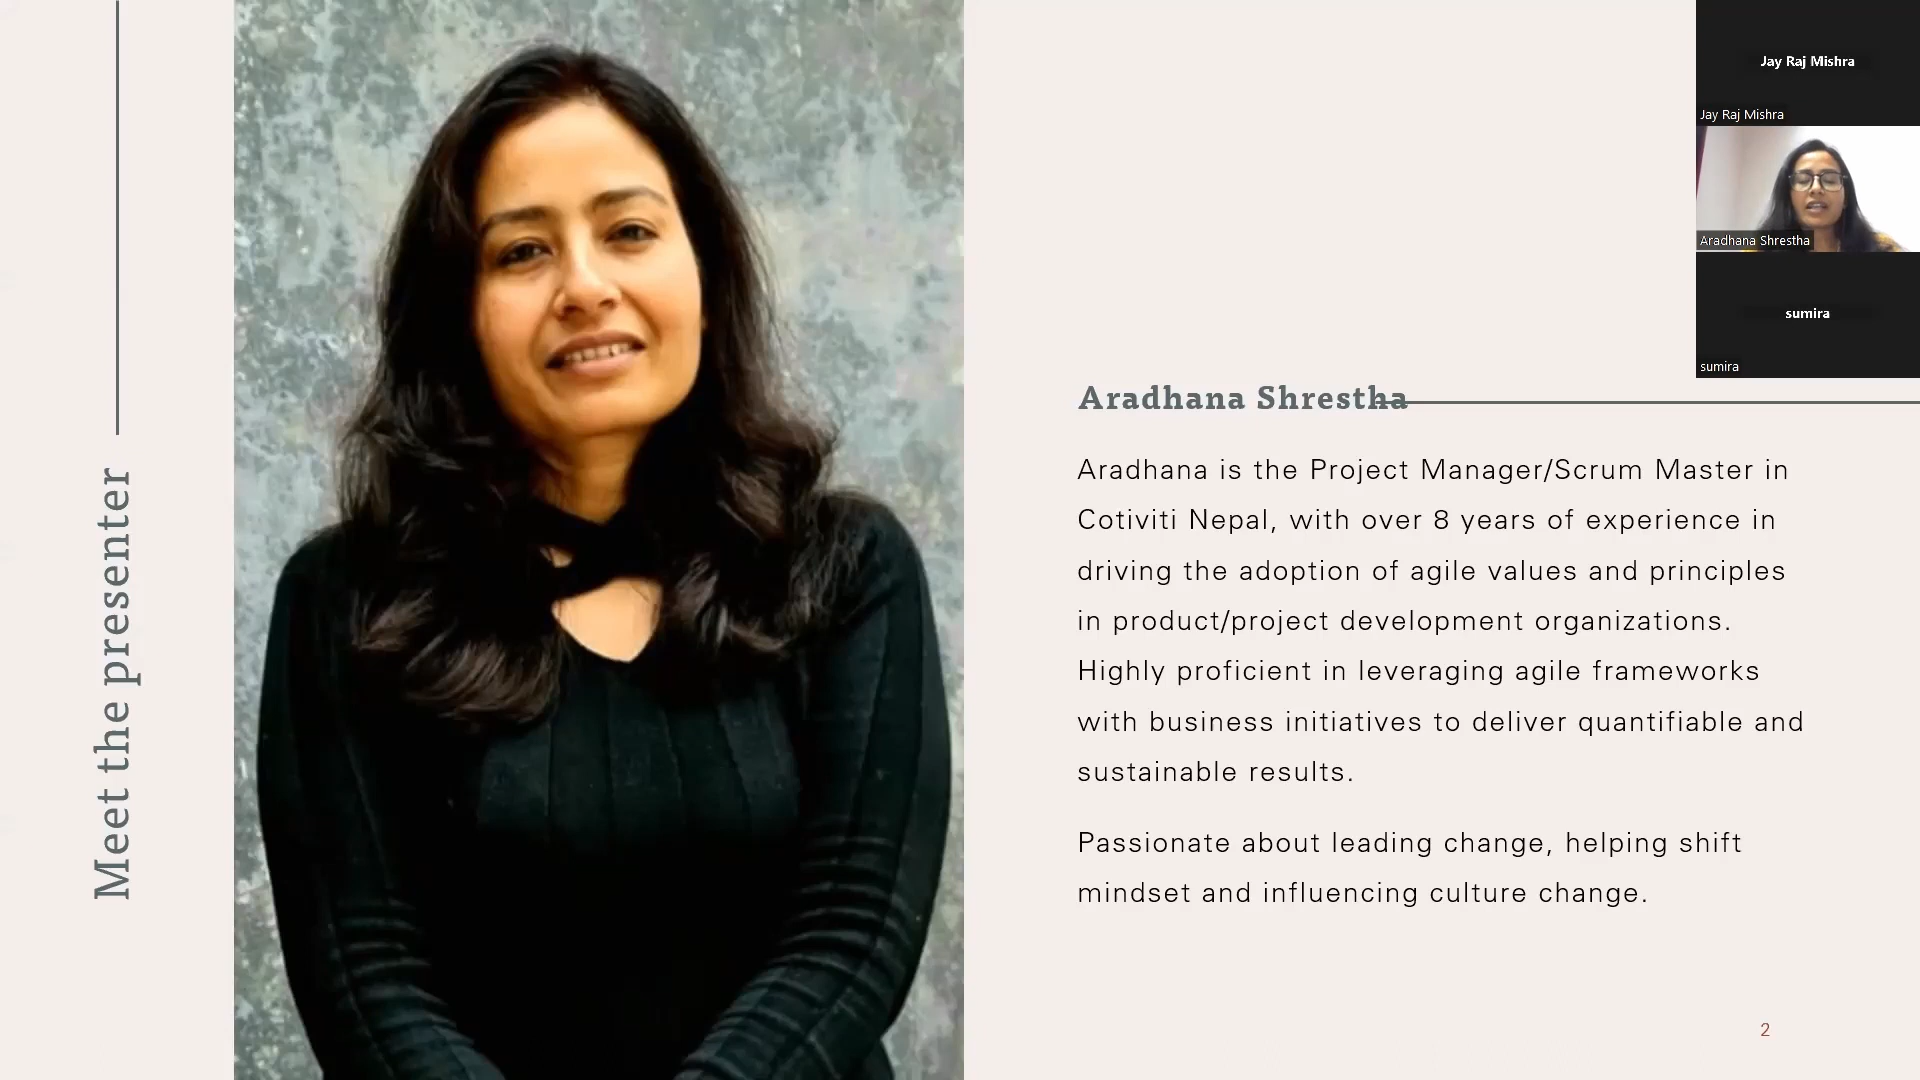 Meet the presenter
Jay Raj Mishra
Jay Raj Mishra
Aradhana Shrestha
sumira
sumira
Aradhana Shrestha
Aradhana is the Project Manager/Scrum Master in
Cotiviti Nepal, with over 8 years of experience in
driving the adoption of agile values and principles
in product/project development organizations.
Highly proficient in leveraging agile frameworks
with business initiatives to deliver quantifiable and
sustainable results.
Passionate about leading change, helping shift
mindset and influencing culture change.
2